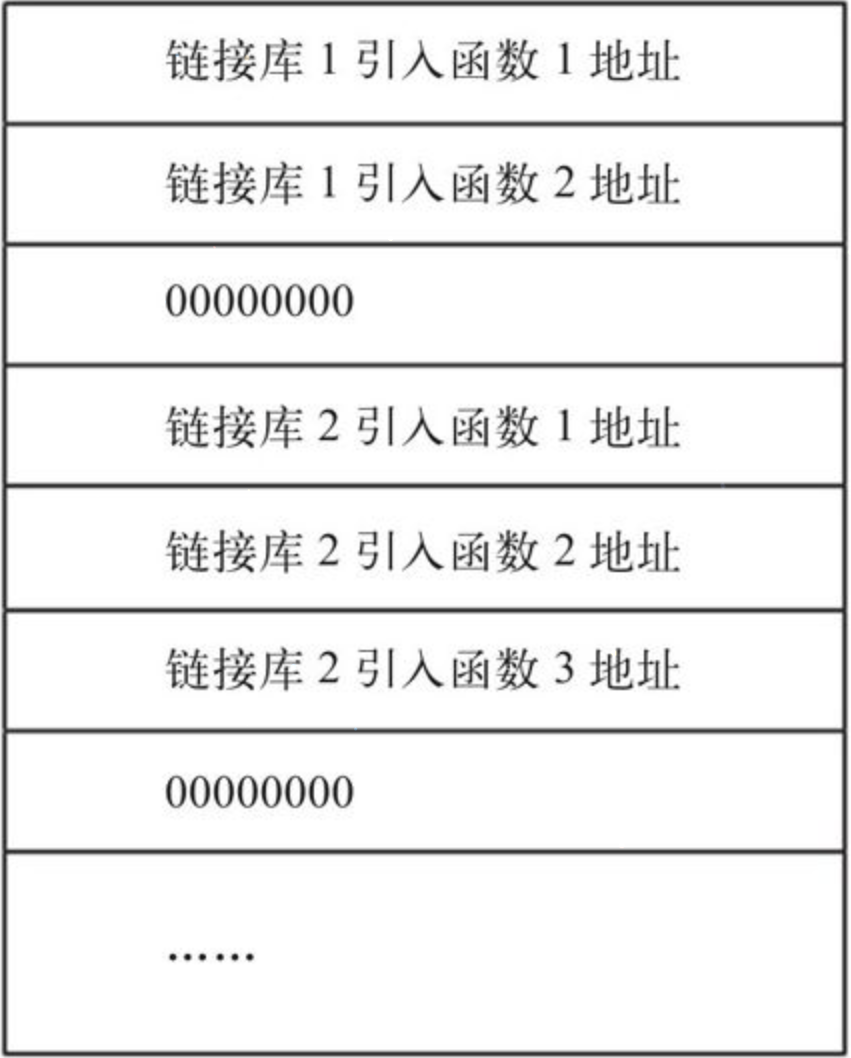 链接库 1 引入函数 1 地址
链接库 1 引入函数 2 地址
00000000
链接库 2 引入函数 1 地址
链接库 2 引入函数 2 地址
链接库 2 引入函数 3 地址
00000000
……